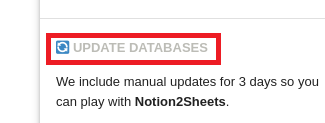 UPDATE DATABASES
We include manual updates for 3 days so you
can play with Notion2Sheets.